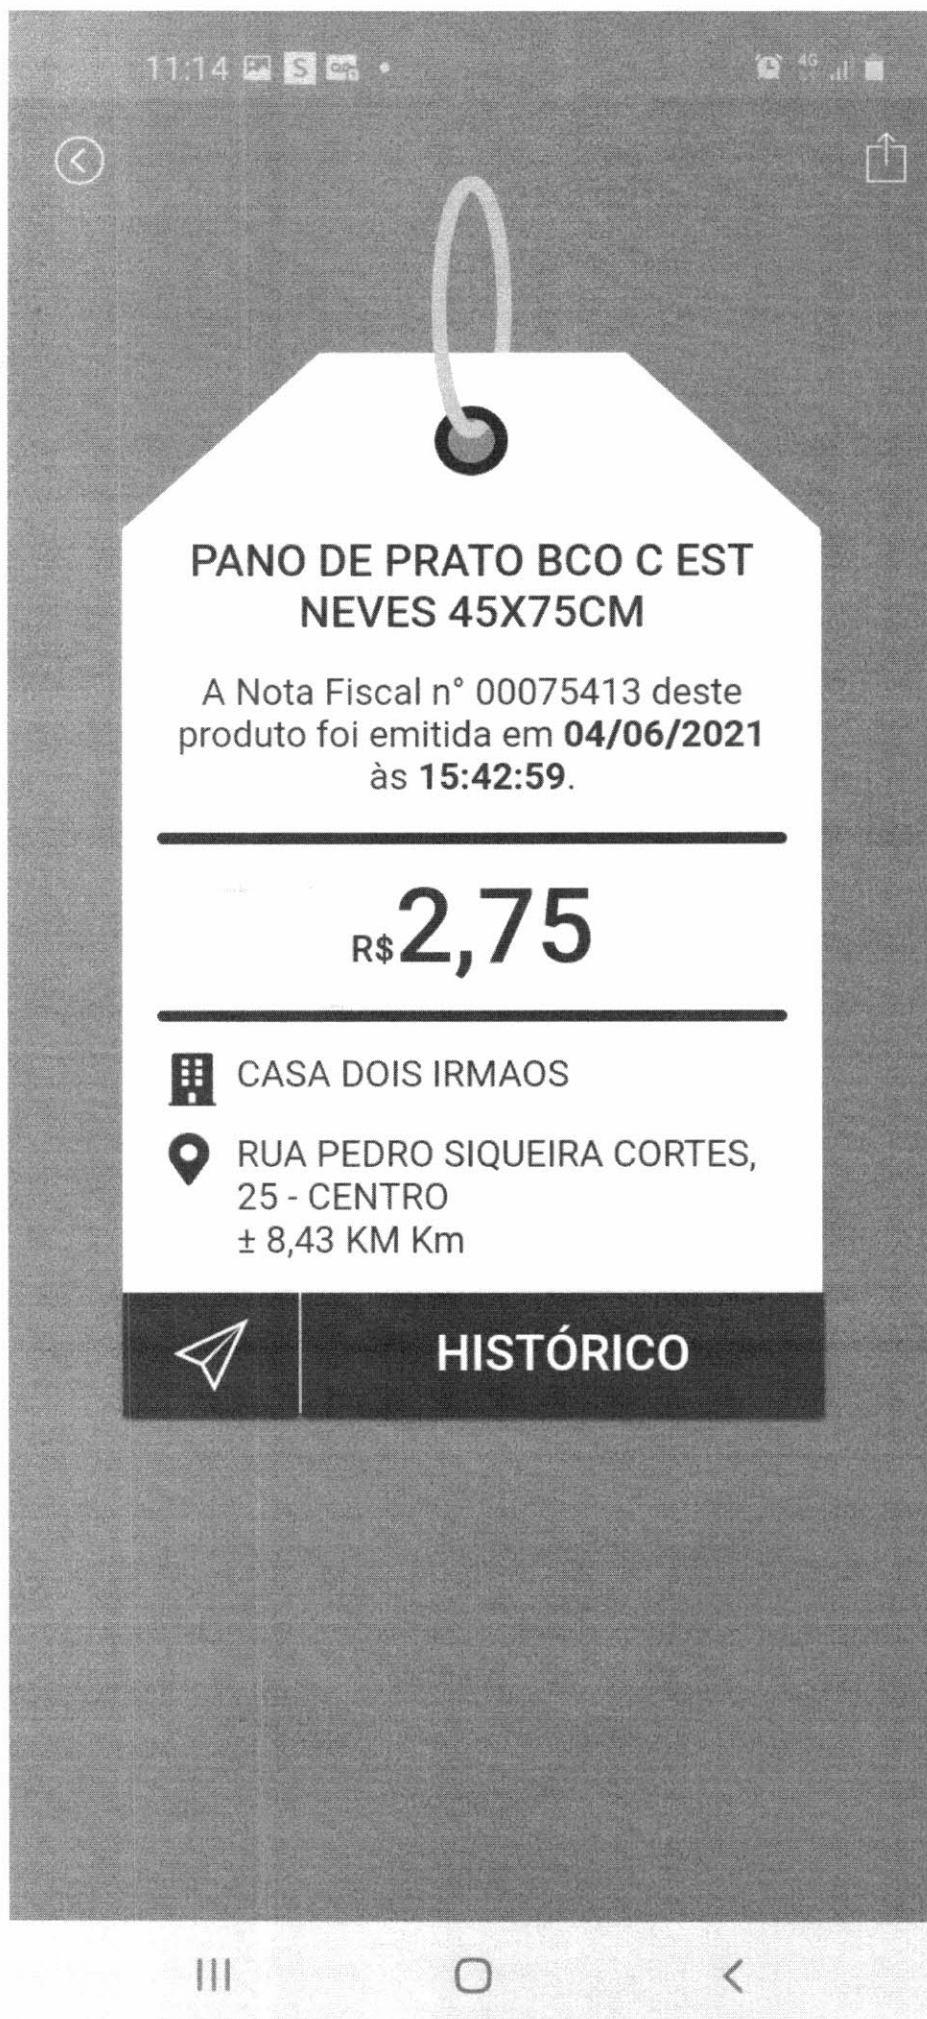 11:14
S
4G
PANO DE PRATO BCO C EST
NEVES 45X75CM
A Nota Fiscal n° 00075413 deste
produto foi emitida em 04/06/2021
às 15:42:59.
R$2,75
CASA DOIS IRMAOS
RUA PEDRO SIQUEIRA CORTES,
25 - CENTRO
± 8,43 KM Km
HISTÓRICO